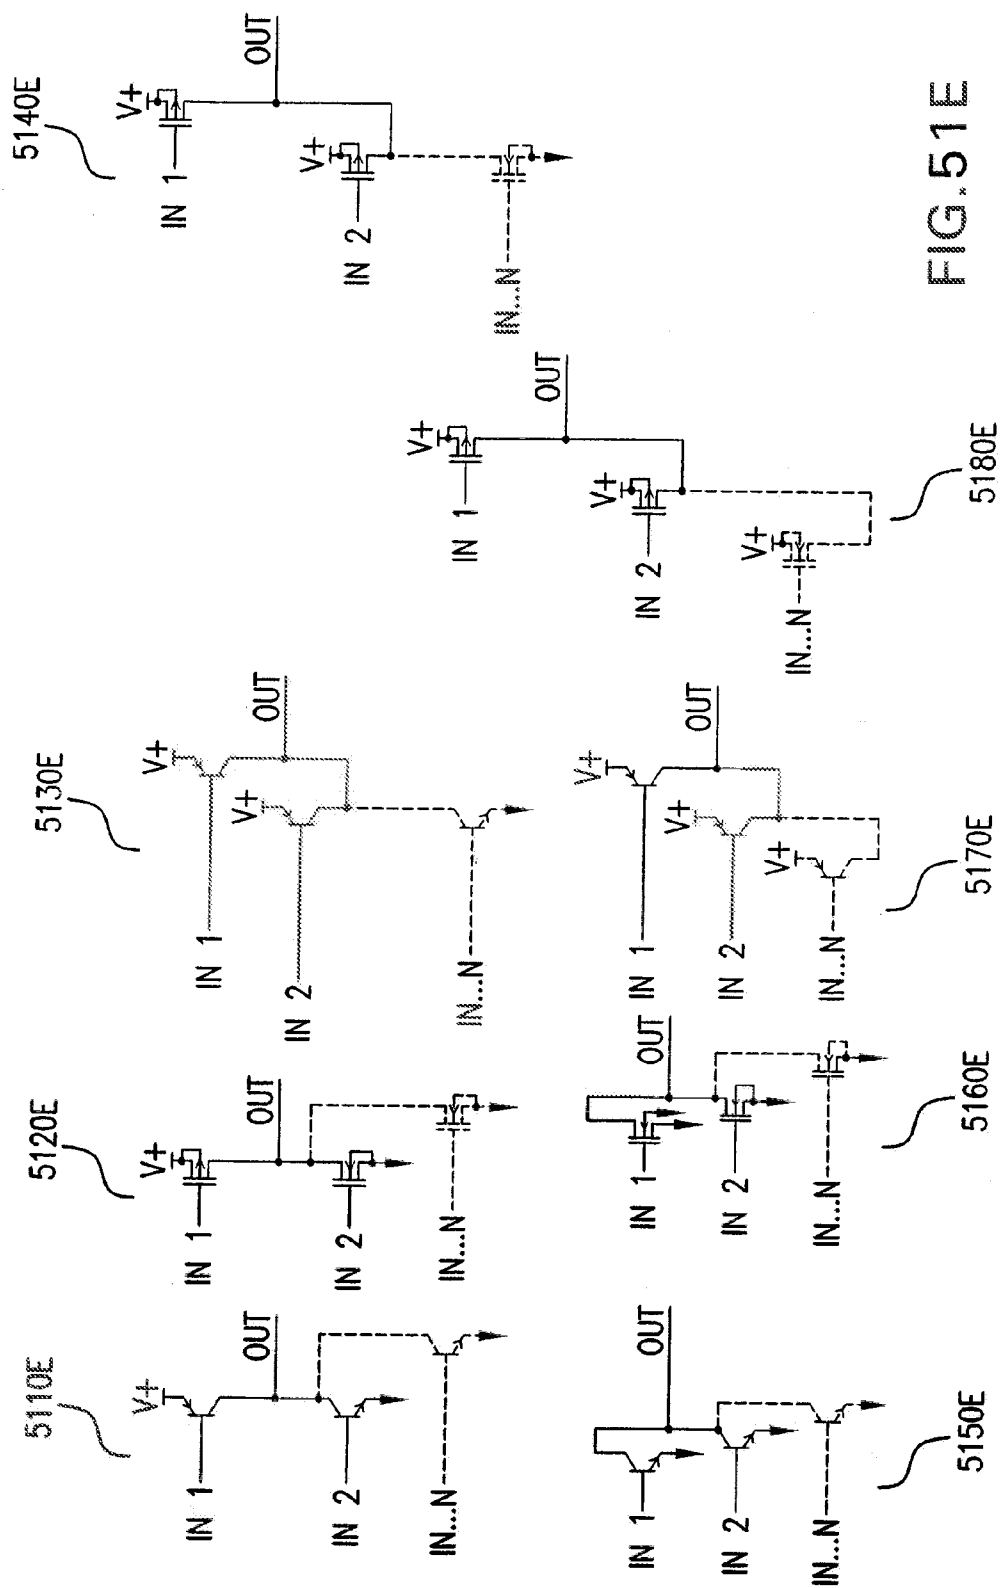 5110E
V+
IN 1
OUT
IN 2
IN...N
5120E
V+
IN 1
OUT
IN 2
IN...N
5130E
V+
IN 1
OUT
V+
IN 2
IN...N
5140E
V+
IN 1
OUT
V+
IN 2
IN...N
5150E
OUT
IN 1
IN 2
IN...N
5160E
OUT
IN 1
IN 2
IN...N
5170E
V+
IN 1
OUT
V+
IN 2
V+
IN...N
5180E
V+
IN 1
OUT
V+
IN 2
V+
IN...N
FIG.51E